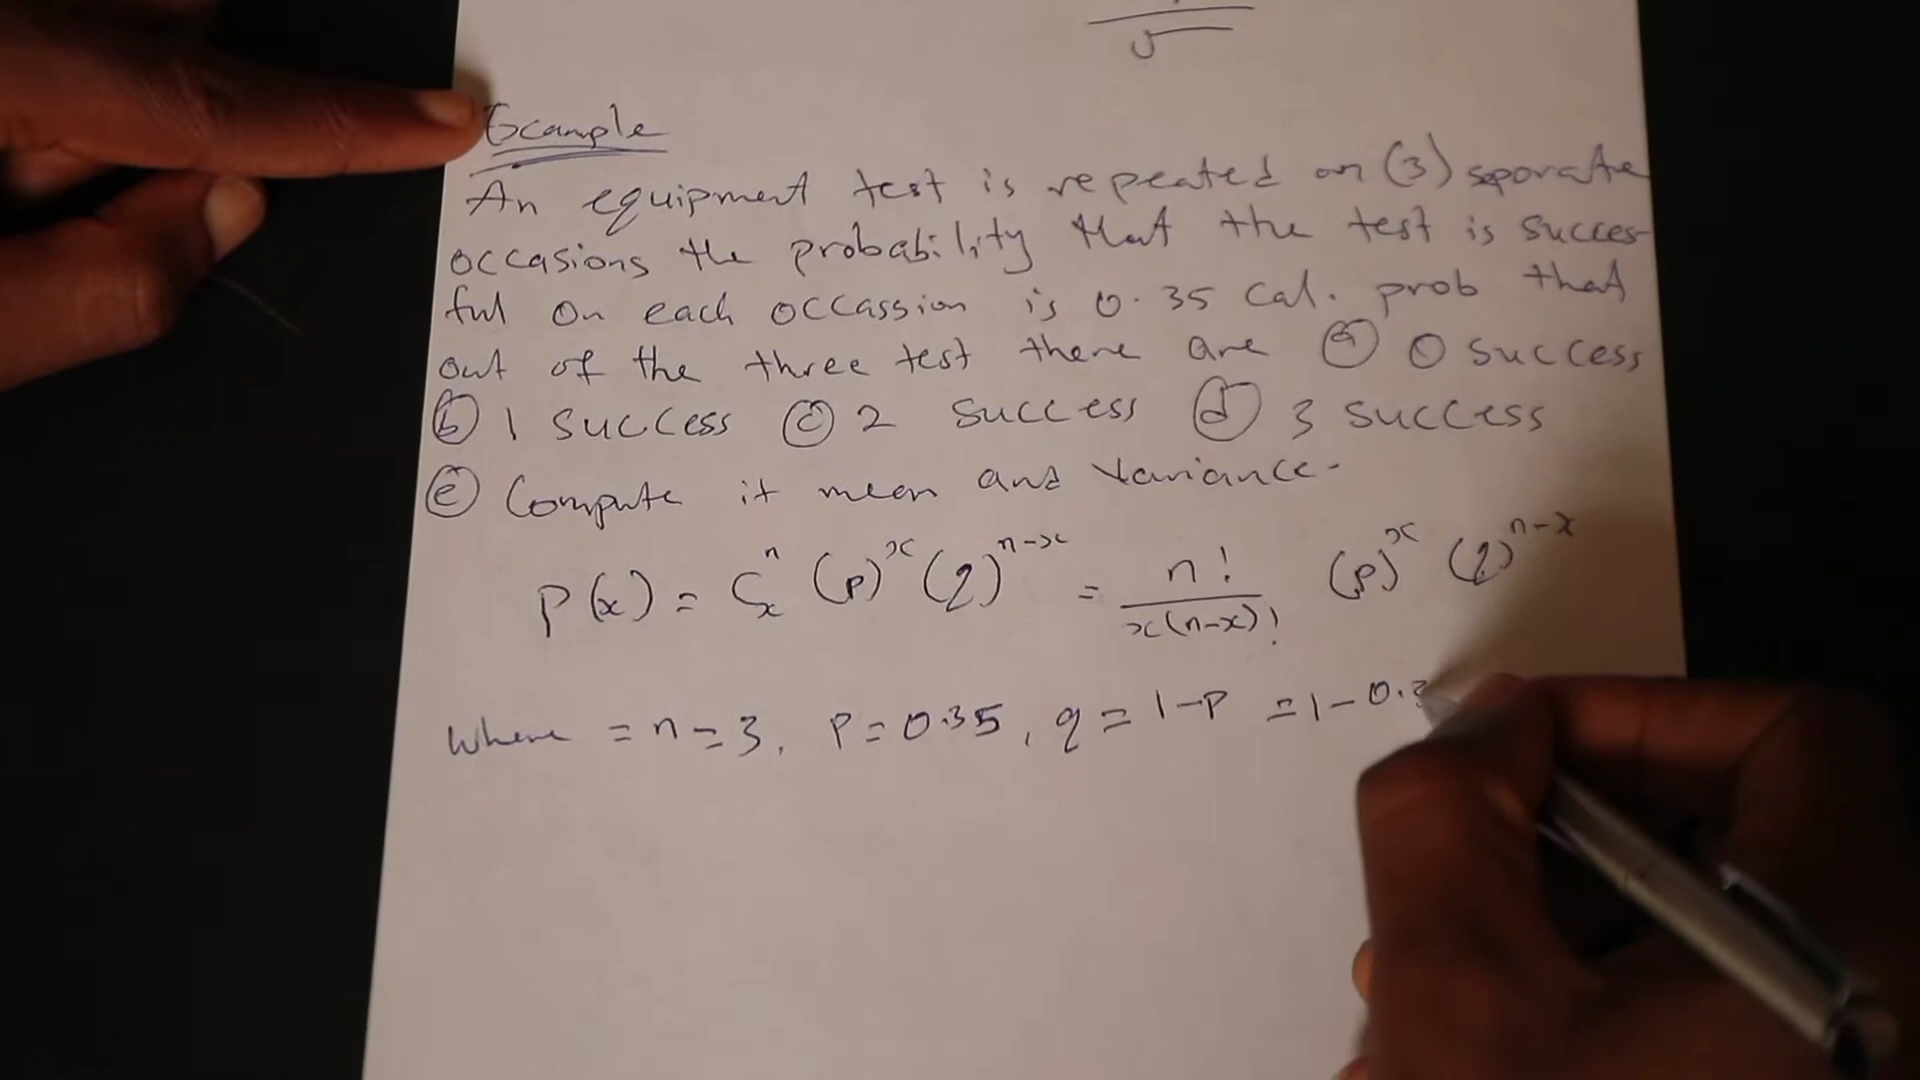 √
Example
An equipment test is repeated on (3) separate
occasions the probability that the test is succes-
ful on each occassion is 0.35 Cal. prob that
out of the three test there are ⓐ 0 success
ⓑ 1 success ⓒ 2 success ⓓ 3 success
ⓔ Compute it mean and variance.
P(x) = Cⁿₓ (p)ˣ (q)ⁿ⁻ˣ = n! / x(n-x)! (p)ˣ (q)ⁿ⁻ˣ
Where = n = 3, P = 0.35, q = 1-P = 1-0.3